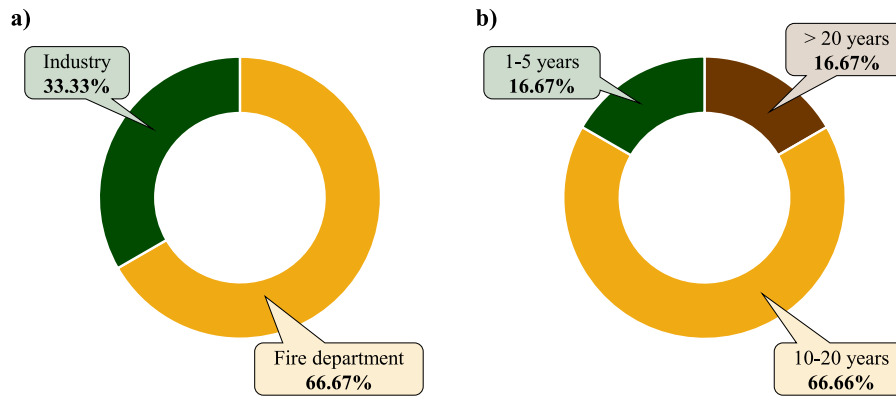 a)
Industry
33.33%
Fire department
66.67%
b)
1-5 years
16.67%
> 20 years
16.67%
10-20 years
66.66%